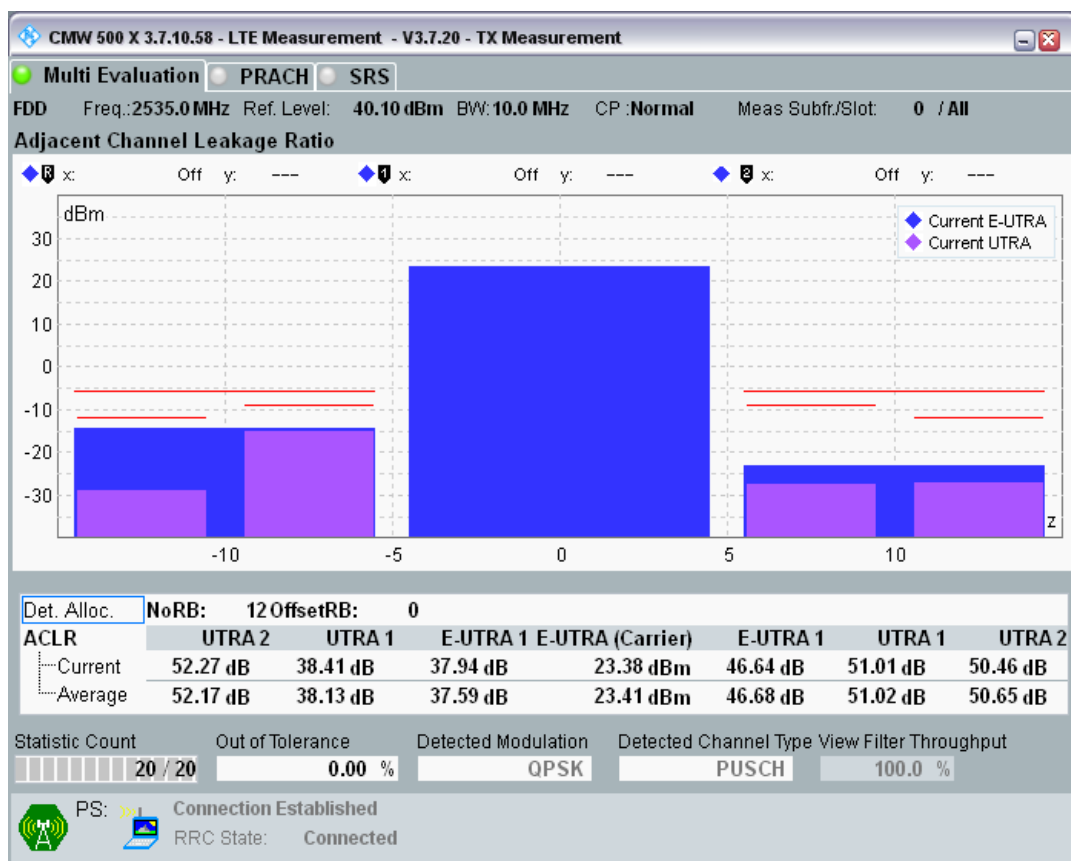 CMW 500 X 3.7.10.58 - LTE Measurement - V3.7.20 - TX Measurement
Multi Evaluation PRACH SRS
FDD Freq.:2535.0 MHz Ref. Level: 40.10 dBm BW: 10.0 MHz CP :Normal Meas Subfr./Slot: 0 / All
Adjacent Channel Leakage Ratio
R x: Off y: --- 1 x: Off y: --- 2 x: Off y: ---
dBm
Current E-UTRA
Current UTRA
30
20
10
0
-10
-20
-30
z
-10 -5 0 5 10
Det. Alloc. NoRB: 12 OffsetRB: 0
ACLR UTRA 2 UTRA 1 E-UTRA 1 E-UTRA (Carrier) E-UTRA 1 UTRA 1 UTRA 2
Current 52.27 dB 38.41 dB 37.94 dB 23.38 dBm 46.64 dB 51.01 dB 50.46 dB
Average 52.17 dB 38.13 dB 37.59 dB 23.41 dBm 46.68 dB 51.02 dB 50.65 dB
Statistic Count Out of Tolerance Detected Modulation Detected Channel Type View Filter Throughput
20 / 20 0.00 % QPSK PUSCH 100.0 %
PS: Connection Established
RRC State: Connected